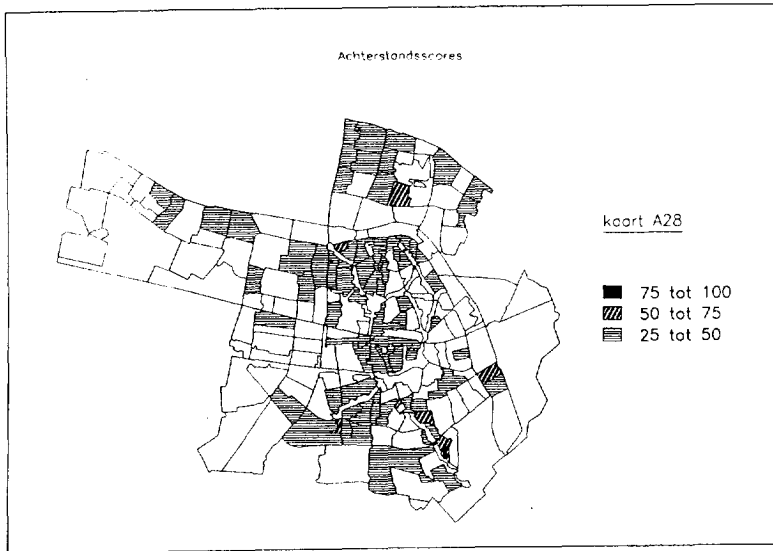 Achterstandsscores
kaart A28
75 tot 100
50 tot 75
25 tot 50